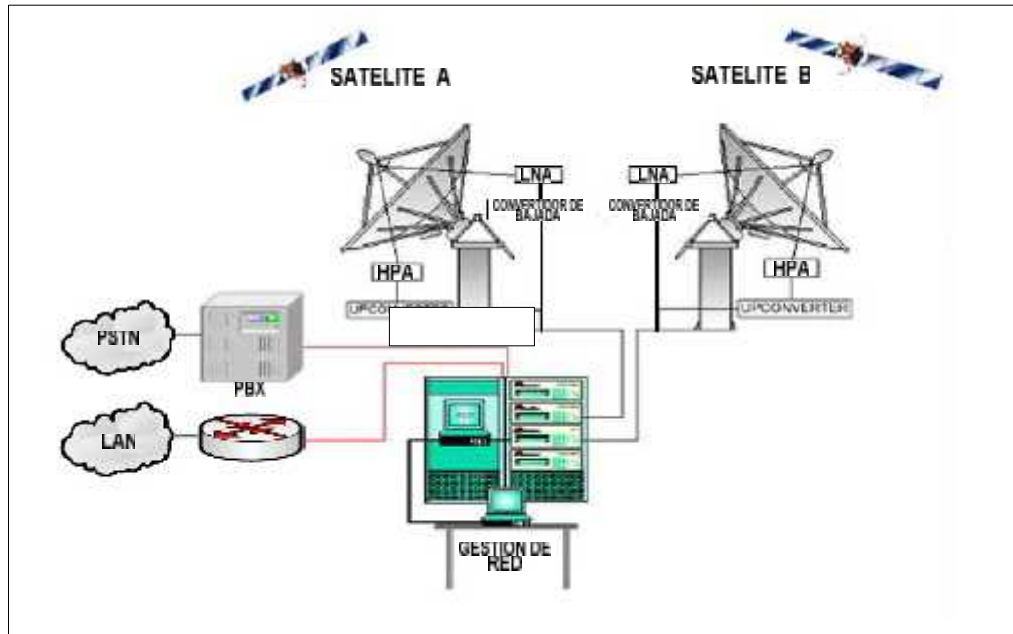 SATELITE A
SATELITE B
LNA
LNA
CONVERTIDOR DE
BAJADA
CONVERTIDOR DE
BAJADA
HPA
HPA
UPCONVERTER
UPCONVERTER
PSTN
PBX
LAN
GESTION DE
RED